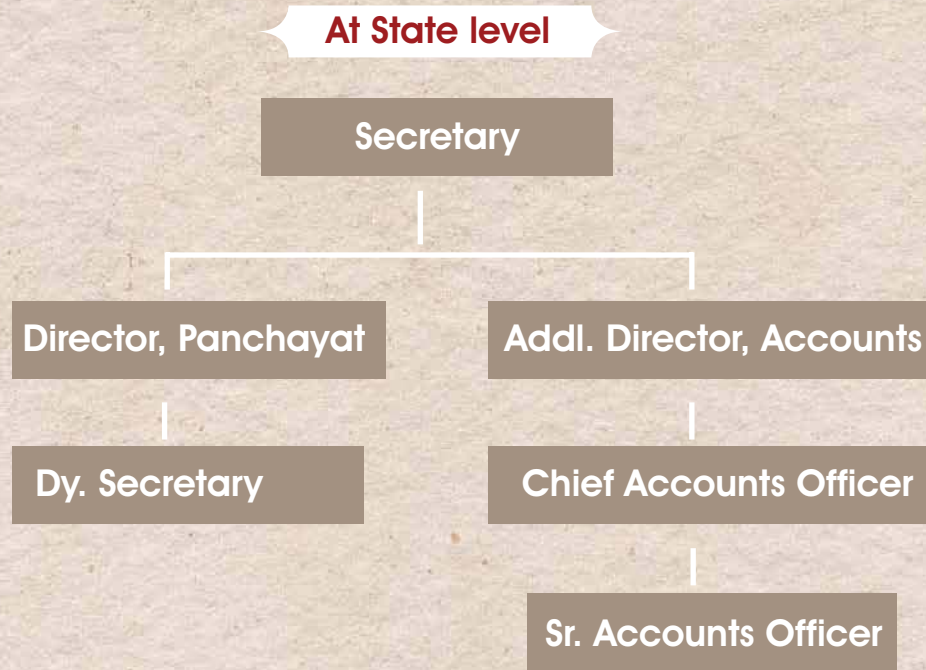 At State level
Secretary
Director, Panchayat
Addl. Director, Accounts
Dy. Secretary
Chief Accounts Officer
Sr. Accounts Officer